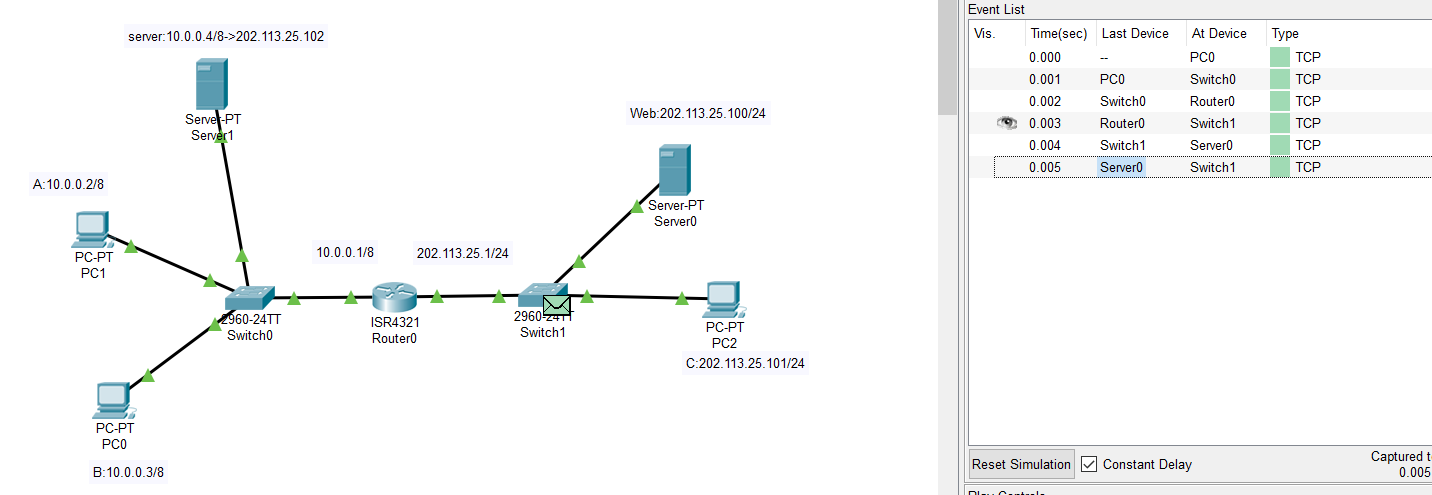 server:10.0.0.4/8->202.113.25.102
Server-PT
Server1
Web:202.113.25.100/24
Server-PT
Server0
A:10.0.0.2/8
PC-PT
PC1
10.0.0.1/8
202.113.25.1/24
2960-24TT
Switch0
ISR4321
Router0
2960-24TT
Switch1
PC-PT
PC2
C:202.113.25.101/24
PC-PT
PC0
B:10.0.0.3/8
Event List
Vis. Time(sec) Last Device At Device Type
0.000 -- PC0 TCP
0.001 PC0 Switch0 TCP
0.002 Switch0 Router0 TCP
0.003 Router0 Switch1 TCP
0.004 Switch1 Server0 TCP
0.005 Server0 Switch1 TCP
Reset Simulation Constant Delay
Captured to
0.005
Play Controls